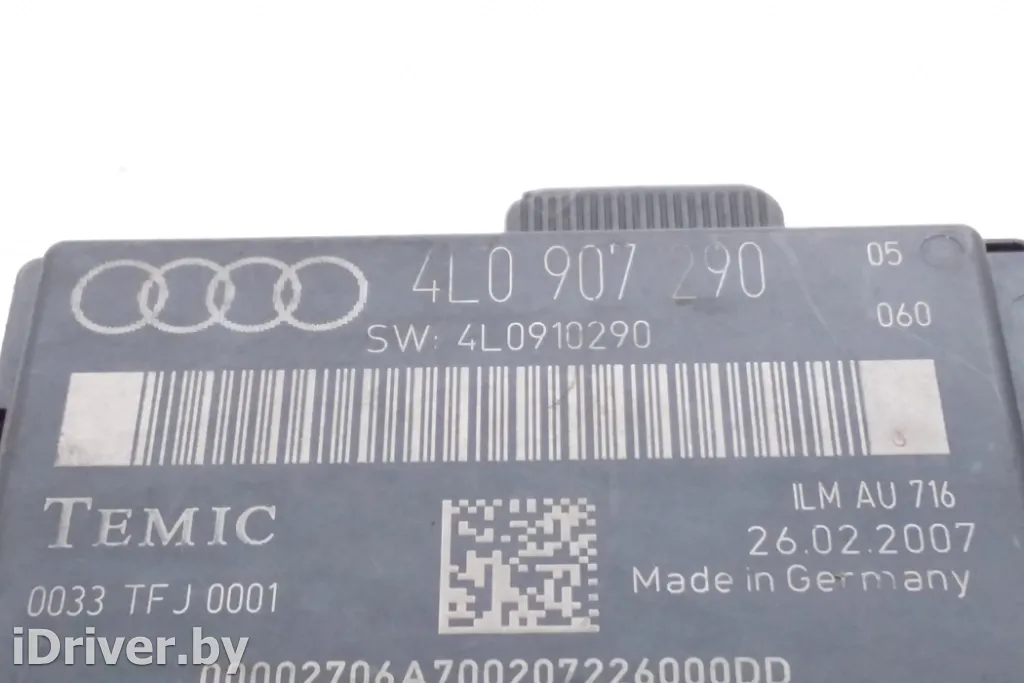 4L0 907 290 05
060
SW: 4L0910290
TEMIC
ILM AU 716
26.02.2007
Made in Germany
0033 TFJ 0001
00002706A700207226000DD
iDriver.by